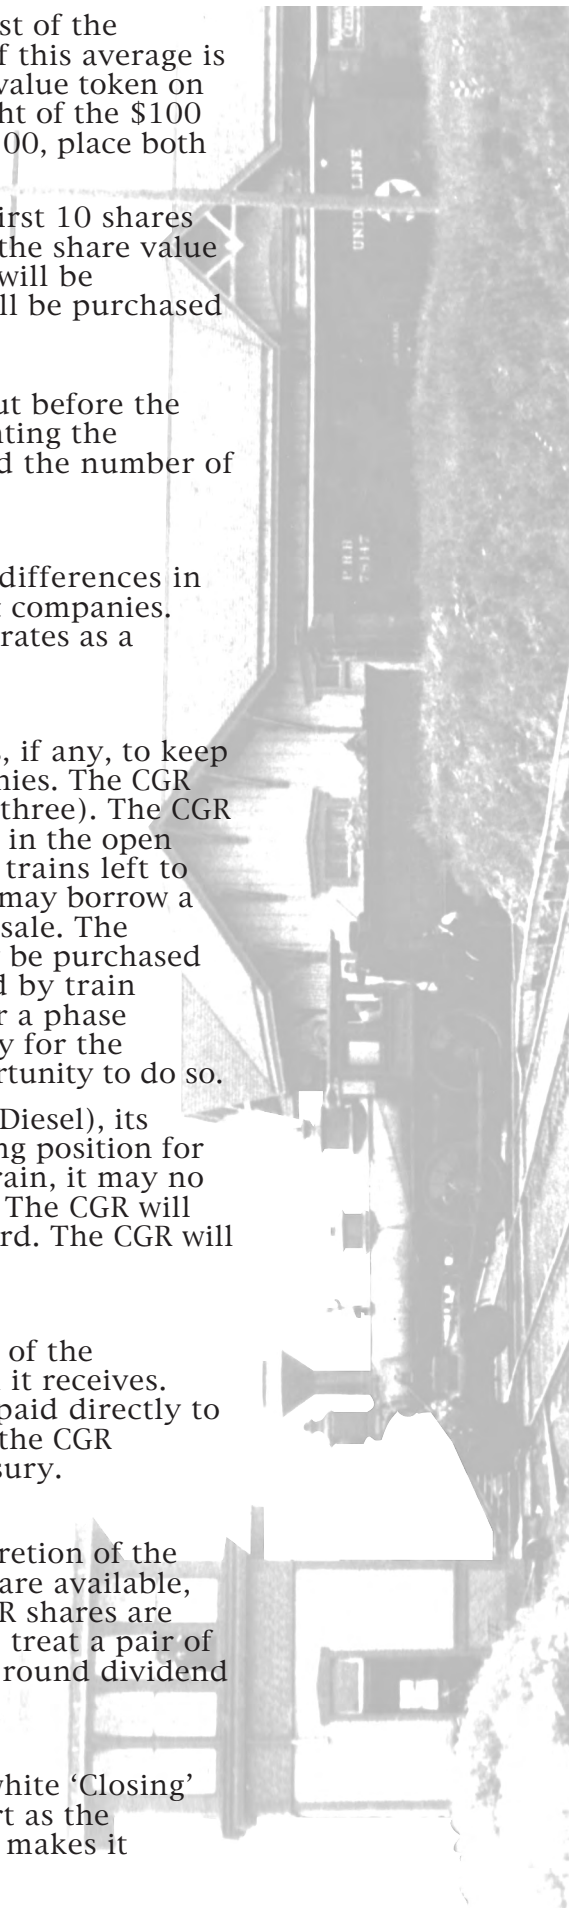 st of the
f this average is
value token on
ht of the $100
00, place both
irst 10 shares
the share value
will be
ll be purchased
ut before the
nting the
d the number of
differences in
t companies.
rates as a
s, if any, to keep
nies. The CGR
three). The CGR
in the open
trains left to
may borrow a
sale. The
be purchased
d by train
r a phase
y for the
rtunity to do so.
Diesel), its
ng position for
rain, it may no
The CGR will
rd. The CGR will
of the
it receives.
paid directly to
the CGR
sury.
retion of the
are available,
R shares are
treat a pair of
round dividend
white ‘Closing’
rt as the
makes it
UNION LINE